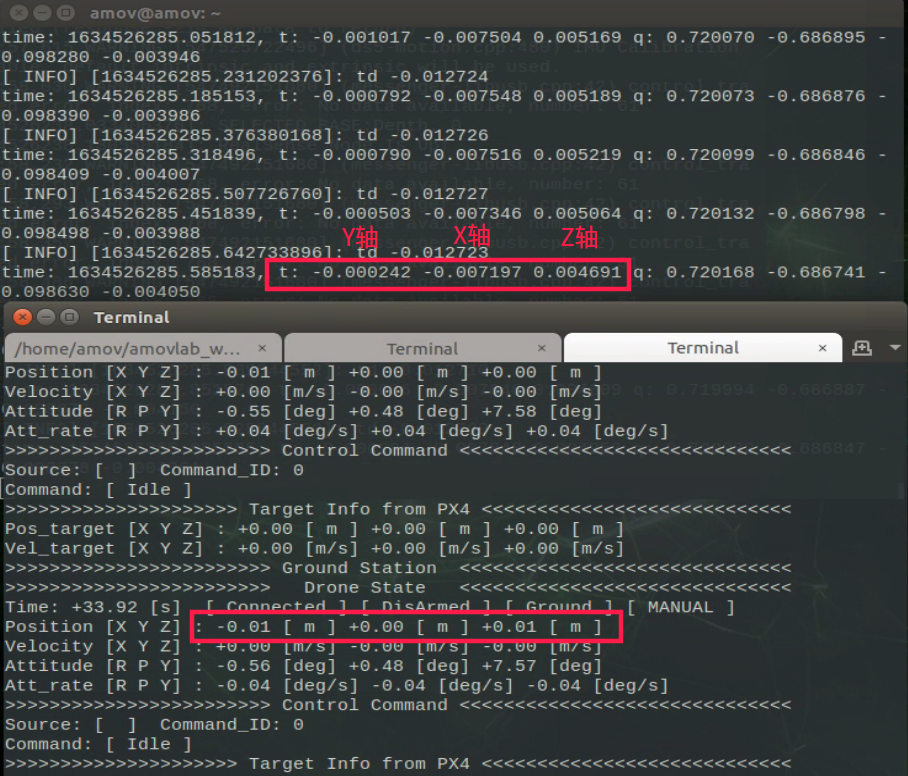 amov@amov: ~
time: 1634526285.051812, t: -0.001017 -0.007504 0.005169 q: 0.720070 -0.686895 -
0.098280 -0.003946
[ INFO] [1634526285.231202376]: td -0.012724
time: 1634526285.185153, t: -0.000792 -0.007548 0.005189 q: 0.720073 -0.686876 -
0.098390 -0.003986
[ INFO] [1634526285.376380168]: td -0.012726
time: 1634526285.318496, t: -0.000790 -0.007516 0.005219 q: 0.720099 -0.686846 -
0.098409 -0.004007
[ INFO] [1634526285.507726760]: td -0.012727
time: 1634526285.451839, t: -0.000503 -0.007346 0.005064 q: 0.720132 -0.686798 -
0.098498 -0.003988
Y轴 X轴 Z轴
[ INFO] [1634526285.642733896]: td -0.012723
time: 1634526285.585183, t: -0.000242 -0.007197 0.004691 q: 0.720168 -0.686741 -
0.098630 -0.004050
Terminal
/home/amov/amovlab_w... × Terminal × Terminal ×
Position [X Y Z] : -0.01 [ m ] +0.00 [ m ] +0.00 [ m ]
Velocity [X Y Z] : +0.00 [m/s] -0.00 [m/s] -0.00 [m/s]
Attitude [R P Y] : -0.55 [deg] +0.48 [deg] +7.58 [deg]
Att_rate [R P Y] : +0.04 [deg/s] +0.04 [deg/s] +0.04 [deg/s]
>>>>>>>>>>>>>>>>>>>>>>>> Control Command <<<<<<<<<<<<<<<<<<<<<<<<<<<<<<
Source: [  ]  Command_ID: 0
Command: [ Idle ]
>>>>>>>>>>>>>>>>>>>>> Target Info from PX4 <<<<<<<<<<<<<<<<<<<<<<<<<<<<
Pos_target [X Y Z] : +0.00 [ m ] +0.00 [ m ] +0.00 [ m ]
Vel_target [X Y Z] : +0.00 [m/s] +0.00 [m/s] +0.00 [m/s]
>>>>>>>>>>>>>>>>>>>>>>>> Ground Station  <<<<<<<<<<<<<<<<<<<<<<<<<<<<<<
>>>>>>>>>>>>>>>>>>>>>>>>   Drone State   <<<<<<<<<<<<<<<<<<<<<<<<<<<<<<
Time: +33.92 [s]  [ Connected ] [ DisArmed ] [ Ground ] [ MANUAL ]
Position [X Y Z] : -0.01 [ m ] +0.00 [ m ] +0.01 [ m ]
Velocity [X Y Z] : +0.00 [m/s] -0.00 [m/s] -0.00 [m/s]
Attitude [R P Y] : -0.56 [deg] +0.48 [deg] +7.57 [deg]
Att_rate [R P Y] : -0.04 [deg/s] -0.04 [deg/s] -0.04 [deg/s]
>>>>>>>>>>>>>>>>>>>>>>>> Control Command <<<<<<<<<<<<<<<<<<<<<<<<<<<<<<
Source: [  ]  Command_ID: 0
Command: [ Idle ]
>>>>>>>>>>>>>>>>>>>>> Target Info from PX4 <<<<<<<<<<<<<<<<<<<<<<<<<<<<